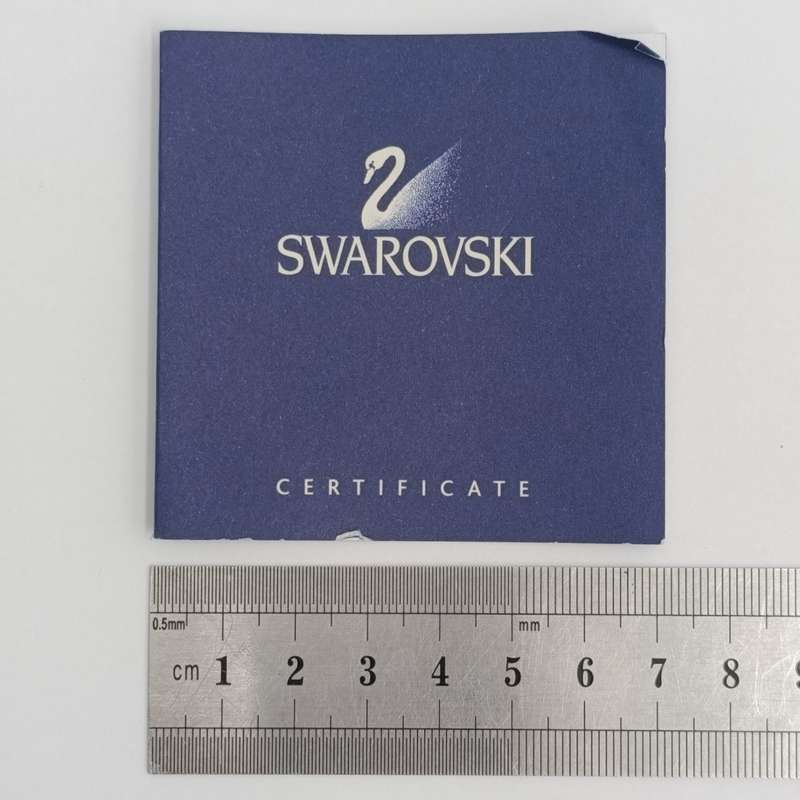 SWAROVSKI
CERTIFICATE
0.5mm mm
cm 1 2 3 4 5 6 7 8